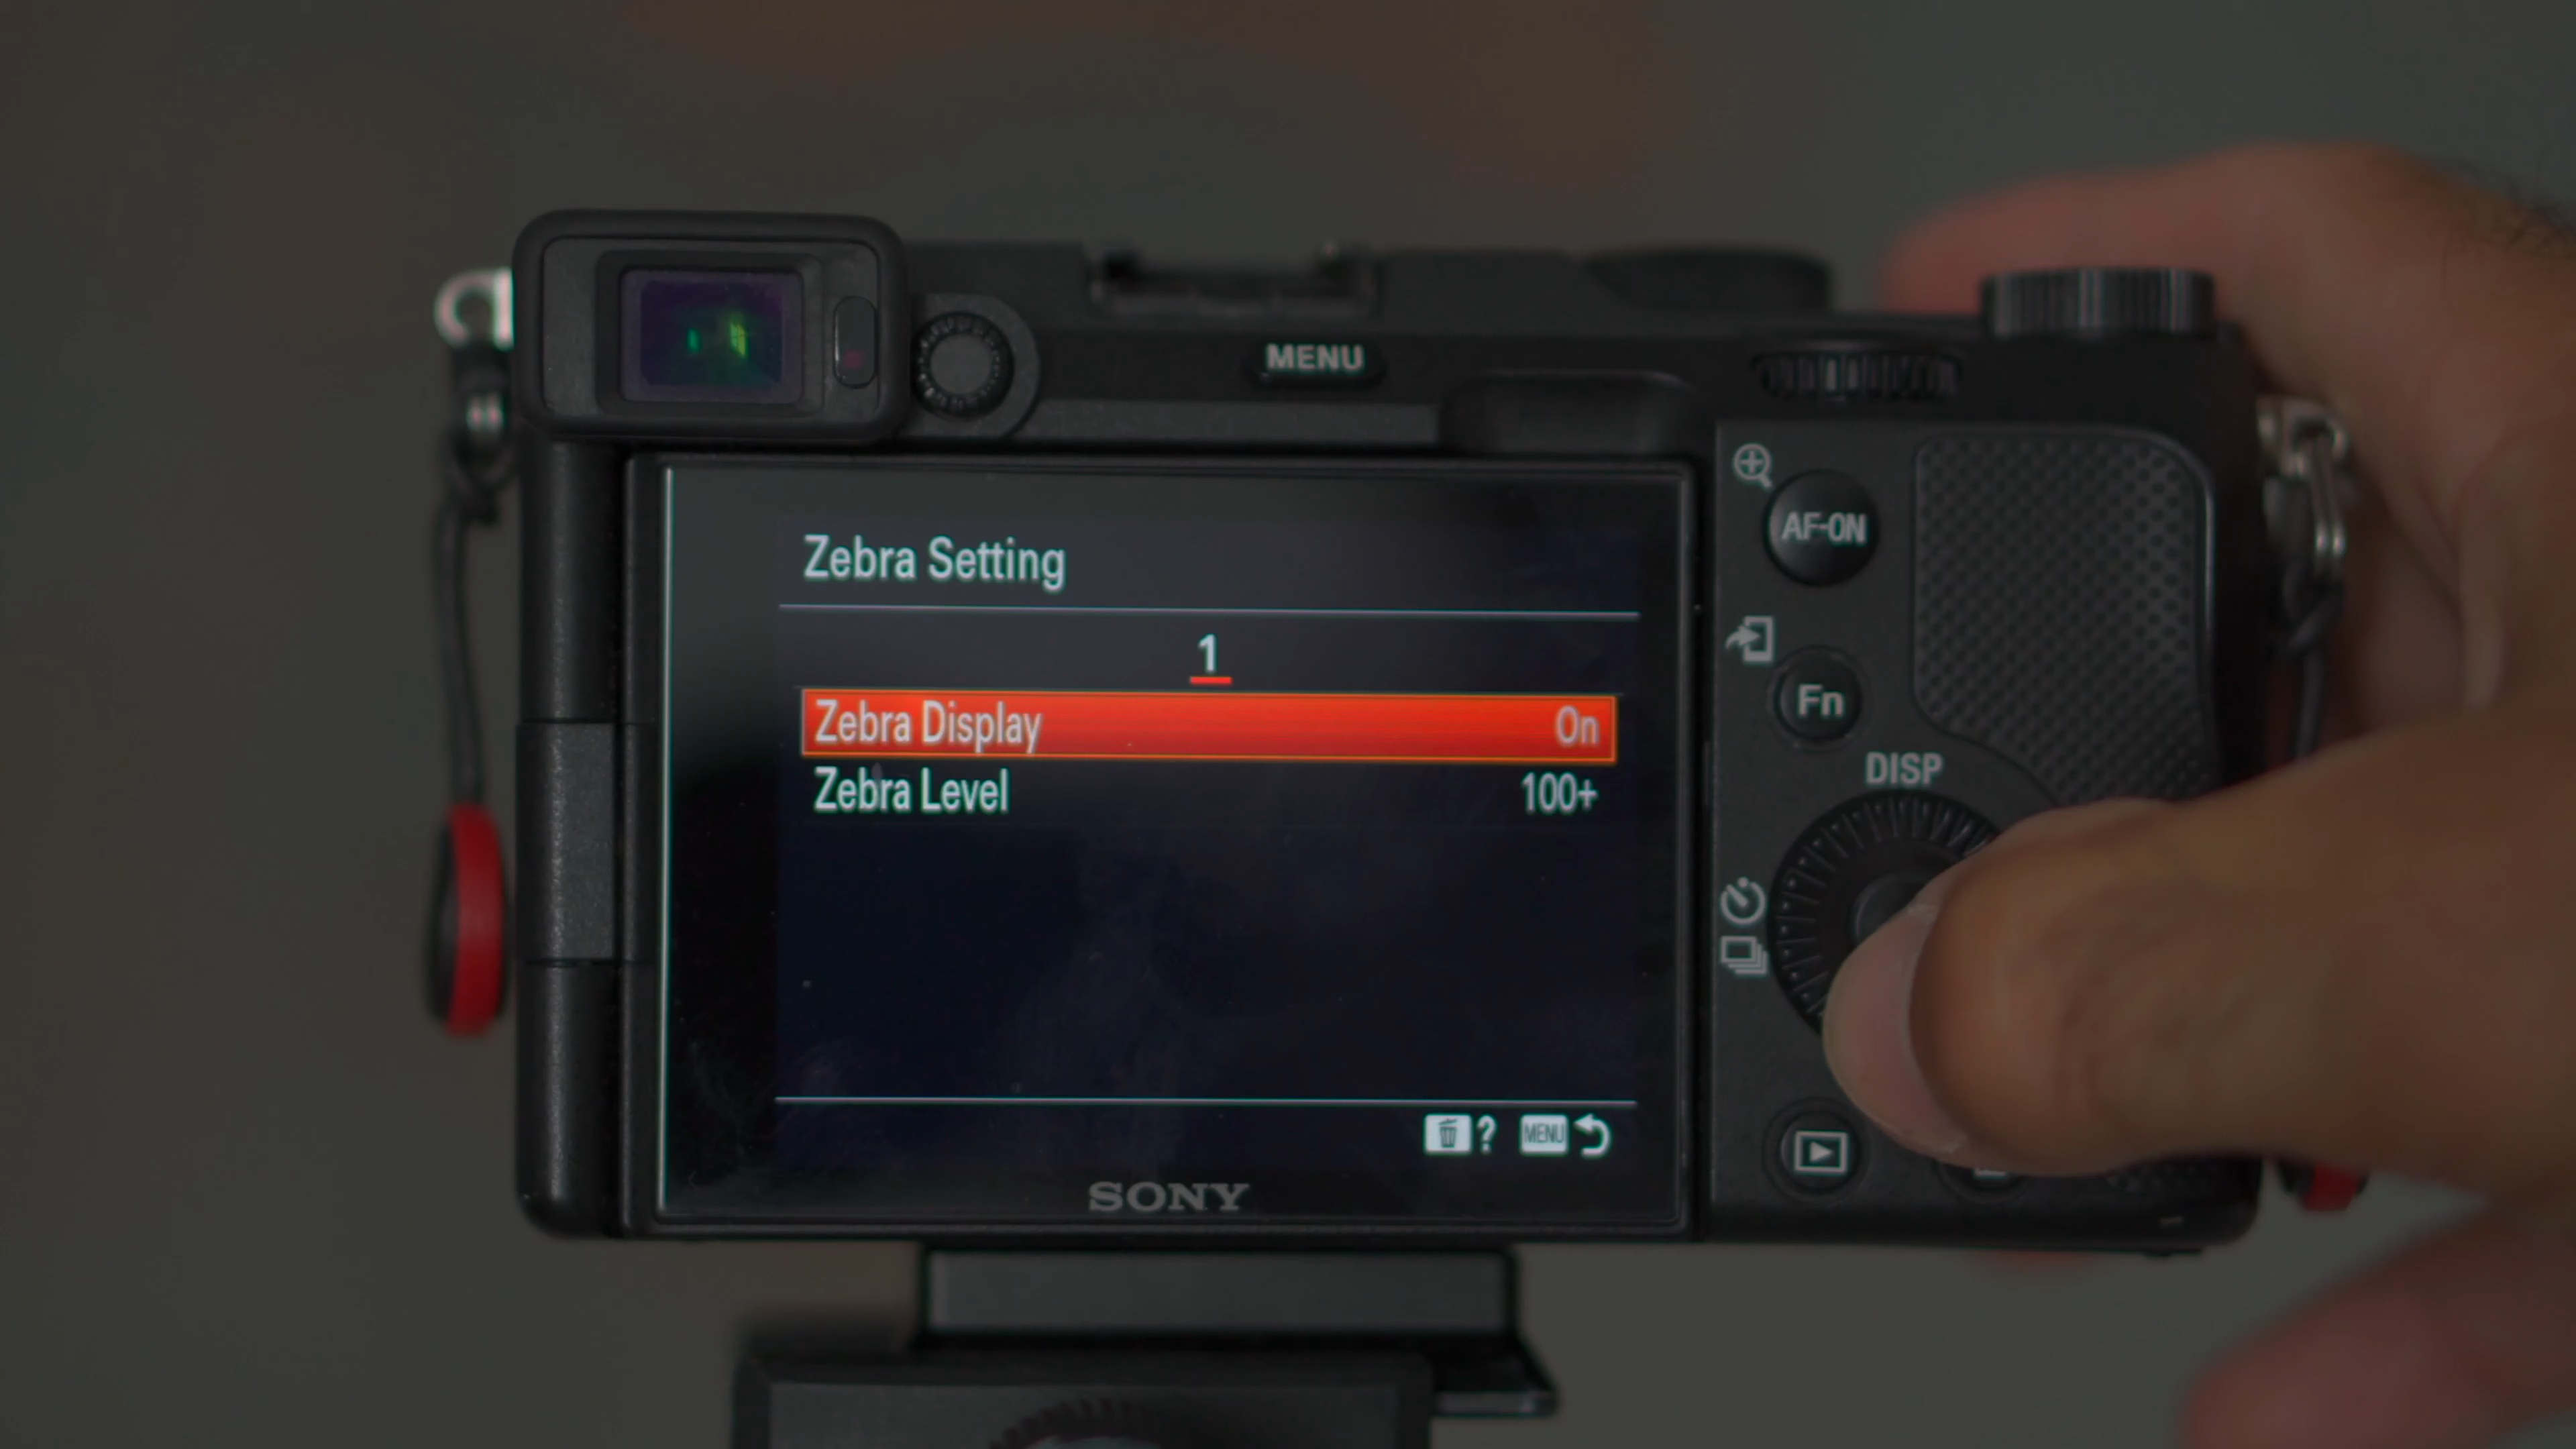 MENU
AF-ON
Zebra Setting
1
Fn
Zebra Display On
DISP
Zebra Level 100+
? MENU
SONY